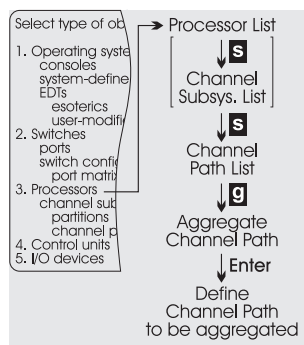 Select type of ob
1. Operating syste
consoles
system-define
EDTs
esoterics
user-modifi
2. Switches
ports
switch config
port matri
3. Processors
channel sub
partitions
channel p
4. Control units
5. I/O devices
Processor List
s
Channel
Subsys. List
s
Channel
Path List
g
Aggregate
Channel Path
Enter
Define
Channel Path
to be aggregated